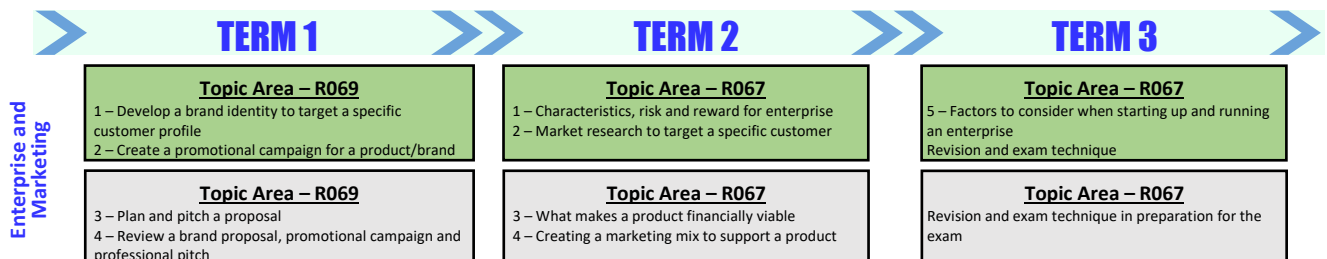 TERM 1
TERM 2
TERM 3
Enterprise and
Marketing
Topic Area – R069
1 – Develop a brand identity to target a specific
customer profile
2 – Create a promotional campaign for a product/brand
Topic Area – R067
1 – Characteristics, risk and reward for enterprise
2 – Market research to target a specific customer
Topic Area – R067
5 – Factors to consider when starting up and running
an enterprise
Revision and exam technique
Topic Area – R069
3 – Plan and pitch a proposal
4 – Review a brand proposal, promotional campaign and
professional pitch
Topic Area – R067
3 – What makes a product financially viable
4 – Creating a marketing mix to support a product
Topic Area – R067
Revision and exam technique in preparation for the
exam